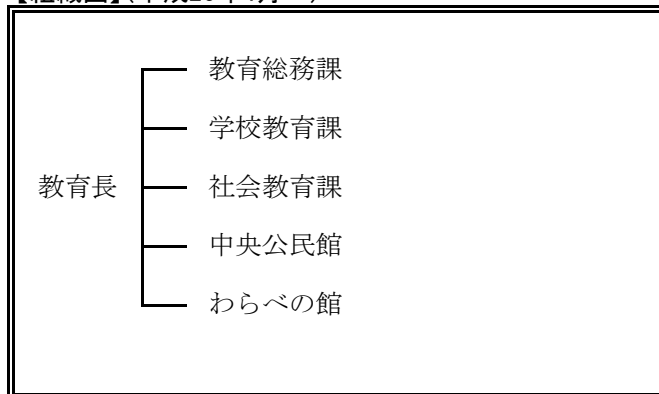 教育総務課
学校教育課
教育長 社会教育課
中央公民館
わらべの館